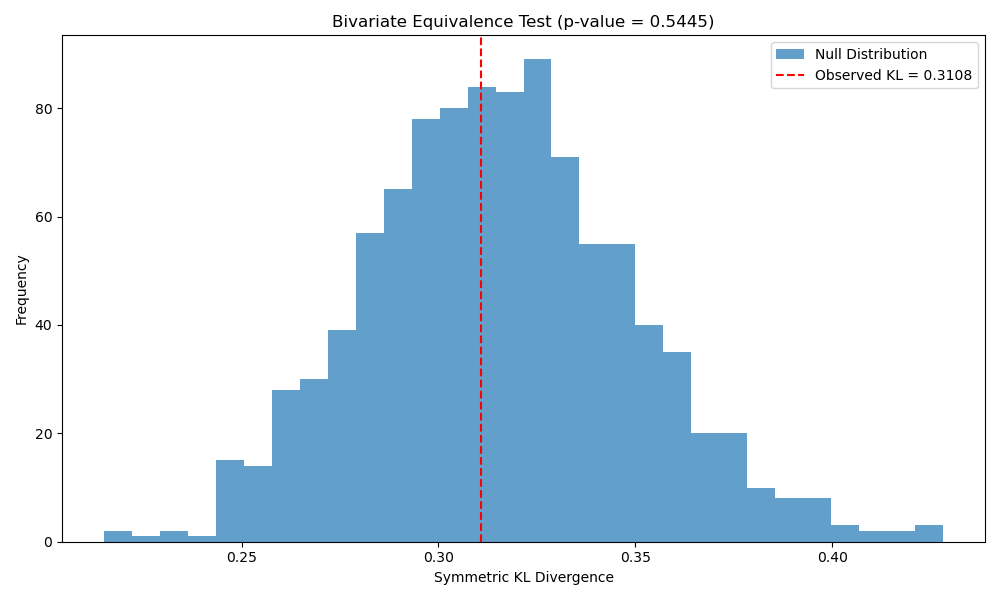 Bivariate Equivalence Test (p-value = 0.5445)
Null Distribution
Observed KL = 0.3108
Frequency
80
60
40
20
0
0.25 0.30 0.35 0.40
Symmetric KL Divergence